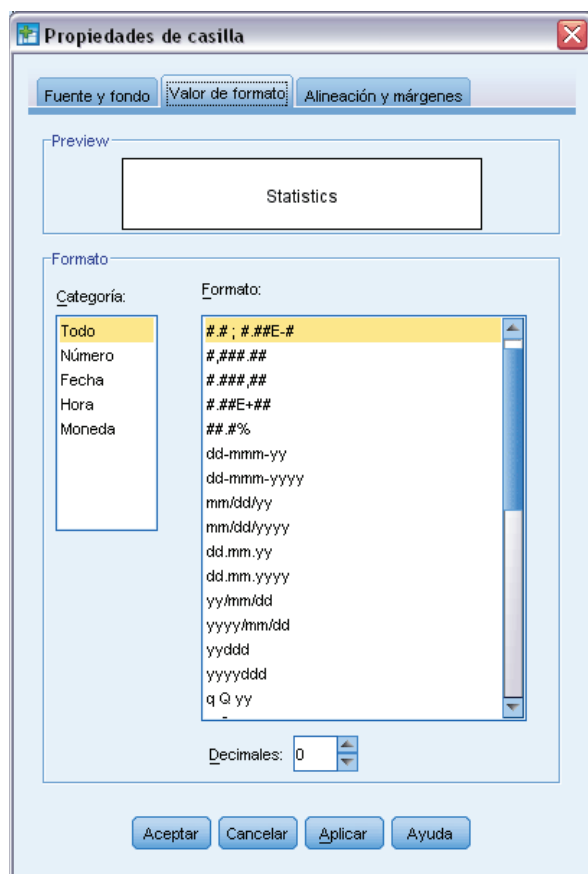 Propiedades de casilla
Fuente y fondo Valor de formato Alineación y márgenes
Preview
Statistics
Formato
Categoría: Formato:
Todo
Número
Fecha
Hora
Moneda
#.# ; #.##E-#
#,###.##
#.###,##
#.##E+##
##.#%
dd-mmm-yy
dd-mmm-yyyy
mm/dd/yy
mm/dd/yyyy
dd.mm.yy
dd.mm.yyyy
yy/mm/dd
yyyy/mm/dd
yyddd
yyyyddd
q Q yy
Decimales: 0
Aceptar Cancelar Aplicar Ayuda